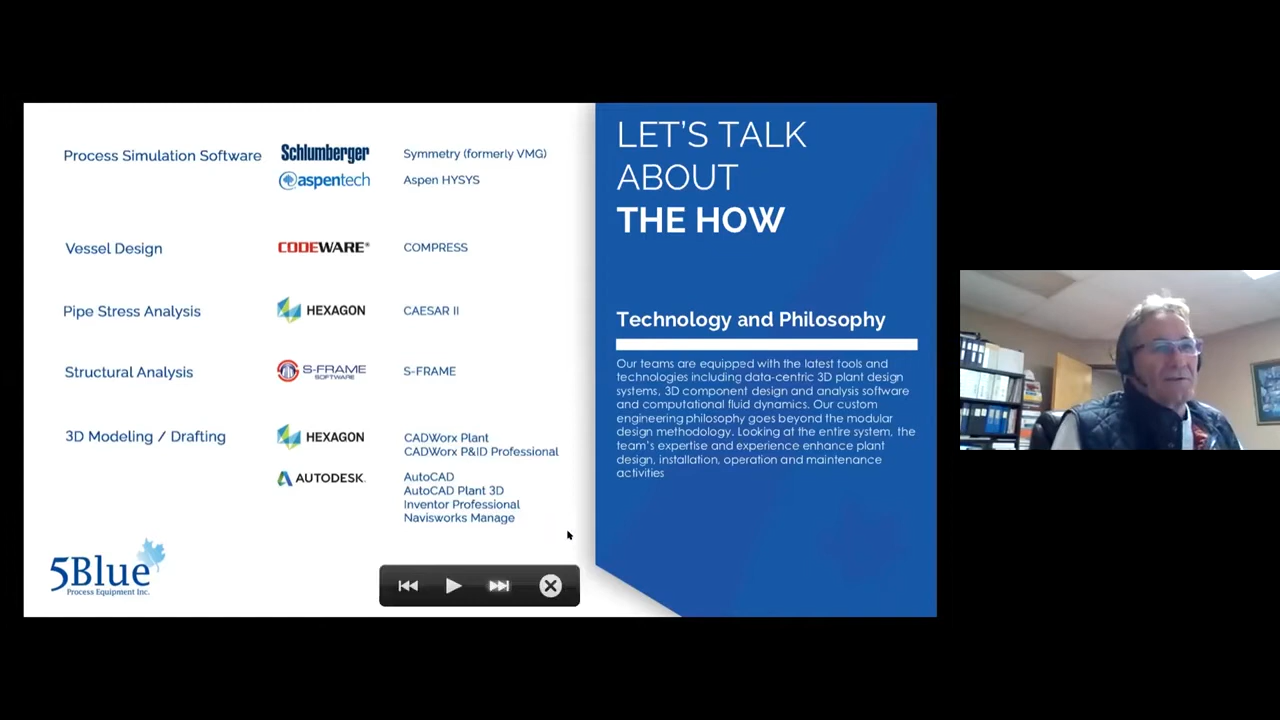 Process Simulation Software
Schlumberger
Symmetry (formerly VMG)
aspentech
Aspen HYSYS
Vessel Design
CODEWARE®
COMPRESS
Pipe Stress Analysis
HEXAGON
CAESAR II
Structural Analysis
S-FRAME
SOFTWARE
S-FRAME
3D Modeling / Drafting
HEXAGON
CADWorx Plant
CADWorx P&ID Professional
AUTODESK.
AutoCAD
AutoCAD Plant 3D
Inventor Professional
Navisworks Manage
5Blue
Process Equipment Inc.
LET'S TALK
ABOUT
THE HOW
Technology and Philosophy
Our teams are equipped with the latest tools and
technologies including data-centric 3D plant design
systems, 3D component design and analysis software
and computational fluid dynamics. Our custom
engineering philosophy goes beyond the modular
design methodology. Looking at the entire system, the
team's expertise and experience enhance plant
design, installation, operation and maintenance
activities